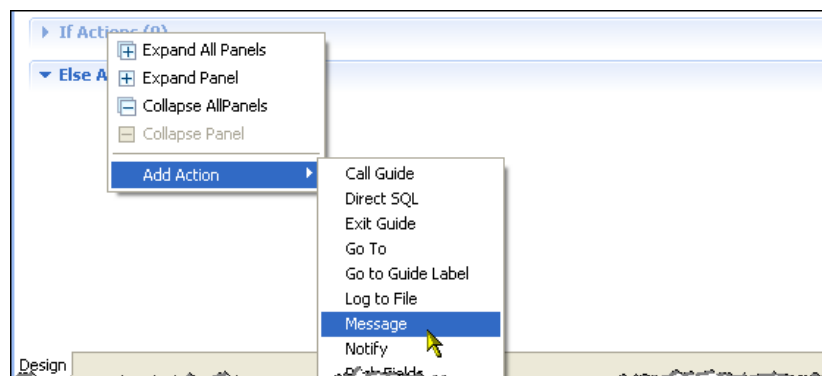 If Actions (0)
Expand All Panels
Else A
Expand Panel
Collapse AllPanels
Collapse Panel
Add Action
Call Guide
Direct SQL
Exit Guide
Go To
Go to Guide Label
Log to File
Message
Notify
Design